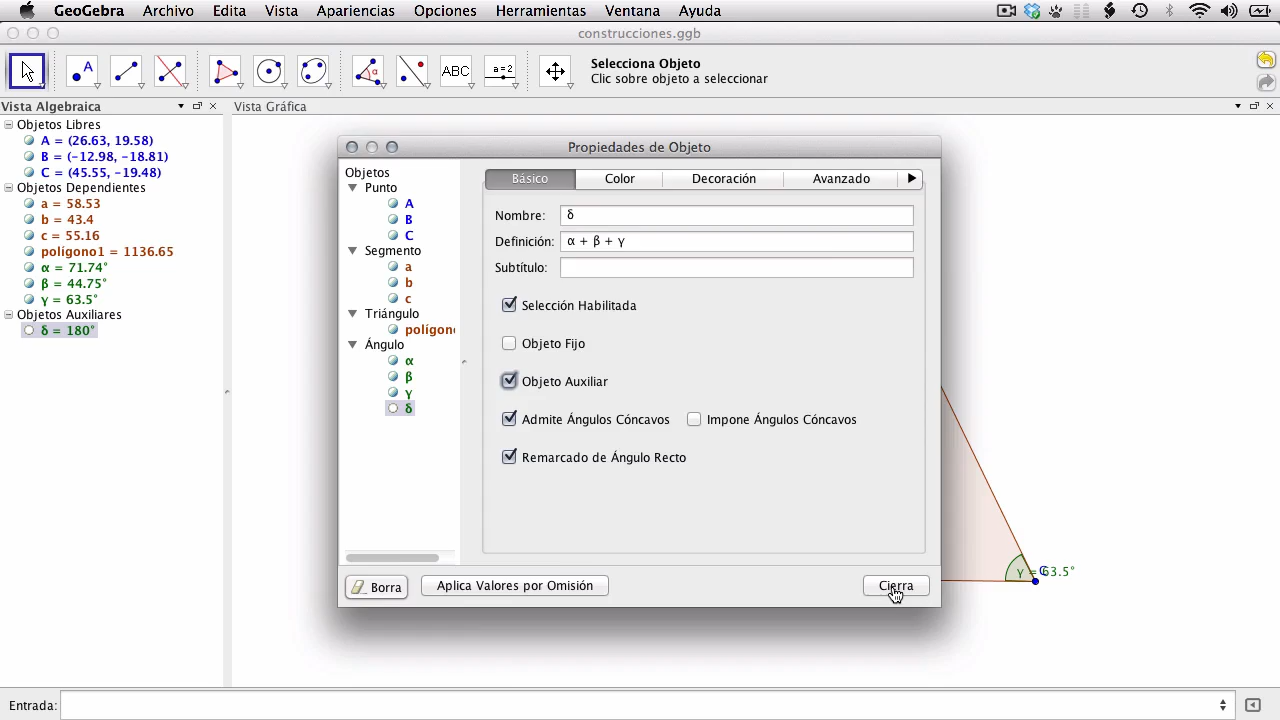 GeoGebra Archivo Edita Vista Apariencias Opciones Herramientas Ventana Ayuda
construcciones.ggb
A
α
ABC
a=2
Selecciona Objeto
Clic sobre objeto a seleccionar
Vista Algebraica
Vista Gráfica
Objetos Libres
A = (26.63, 19.58)
B = (-12.98, -18.81)
C = (45.55, -19.48)
Objetos Dependientes
a = 58.53
b = 43.4
c = 55.16
polígono1 = 1136.65
α = 71.74°
β = 44.75°
γ = 63.5°
Objetos Auxiliares
δ = 180°
Propiedades de Objeto
Objetos
Punto
A
B
C
Segmento
a
b
c
Triángulo
polígono
Ángulo
α
β
γ
δ
Básico Color Decoración Avanzado
Nombre: δ
Definición: α + β + γ
Subtítulo:
Selección Habilitada
Objeto Fijo
Objeto Auxiliar
Admite Ángulos Cóncavos Impone Ángulos Cóncavos
Remarcado de Ángulo Recto
Borra Aplica Valores por Omisión Cierra
C
γ = 63.5°
Entrada: